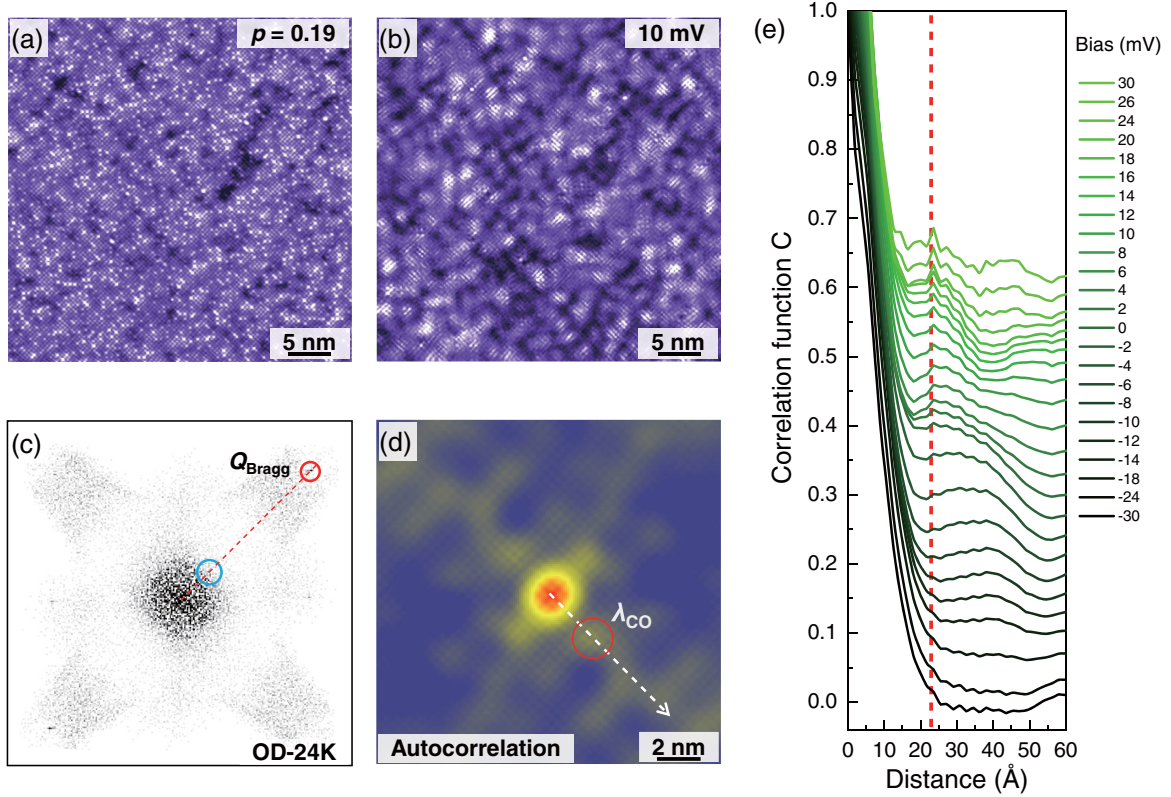 (a)
p = 0.19
5 nm
(b)
10 mV
5 nm
(c)
QBragg
OD-24K
(d)
λCO
Autocorrelation
2 nm
(e)
1.0
0.9
0.8
0.7
0.6
0.5
0.4
0.3
0.2
0.1
0.0
Correlation function C
0 10 20 30 40 50 60
Distance (Å)
Bias (mV)
30
26
24
20
18
16
14
12
10
8
6
4
2
0
-2
-4
-6
-8
-10
-12
-14
-18
-24
-30